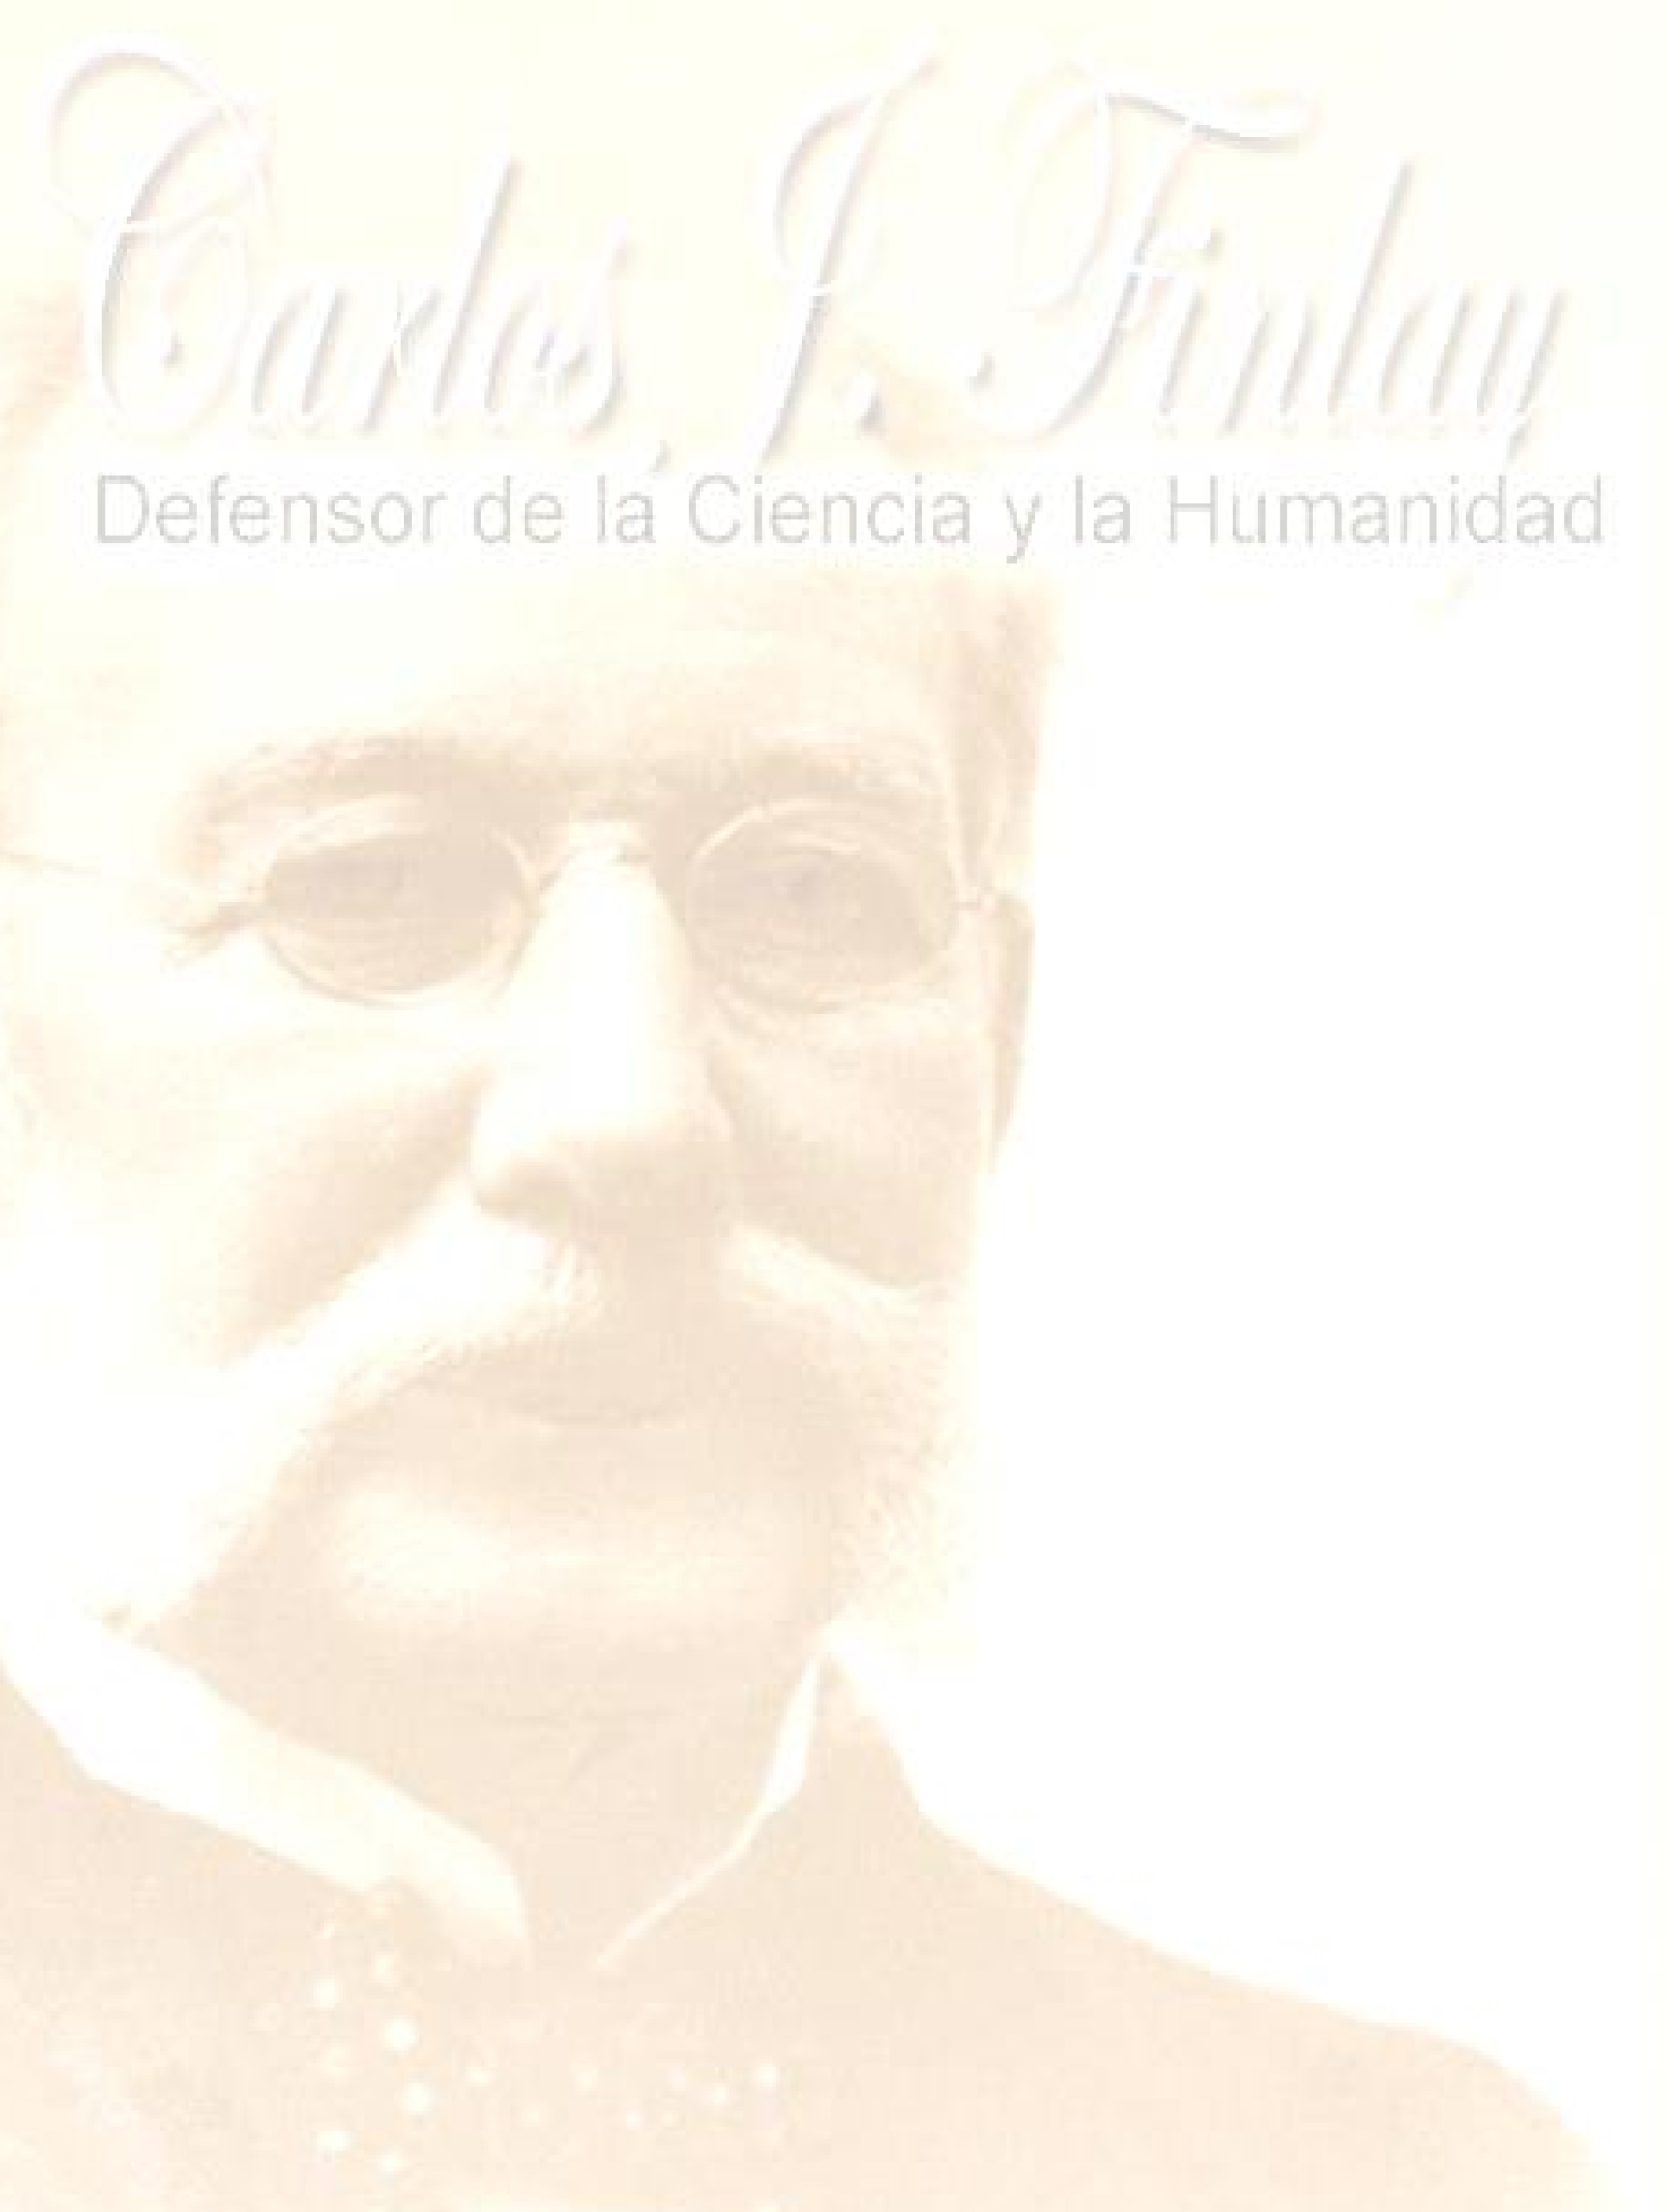 Carlos J. Finlay
Defensor de la Ciencia y la Humanidad